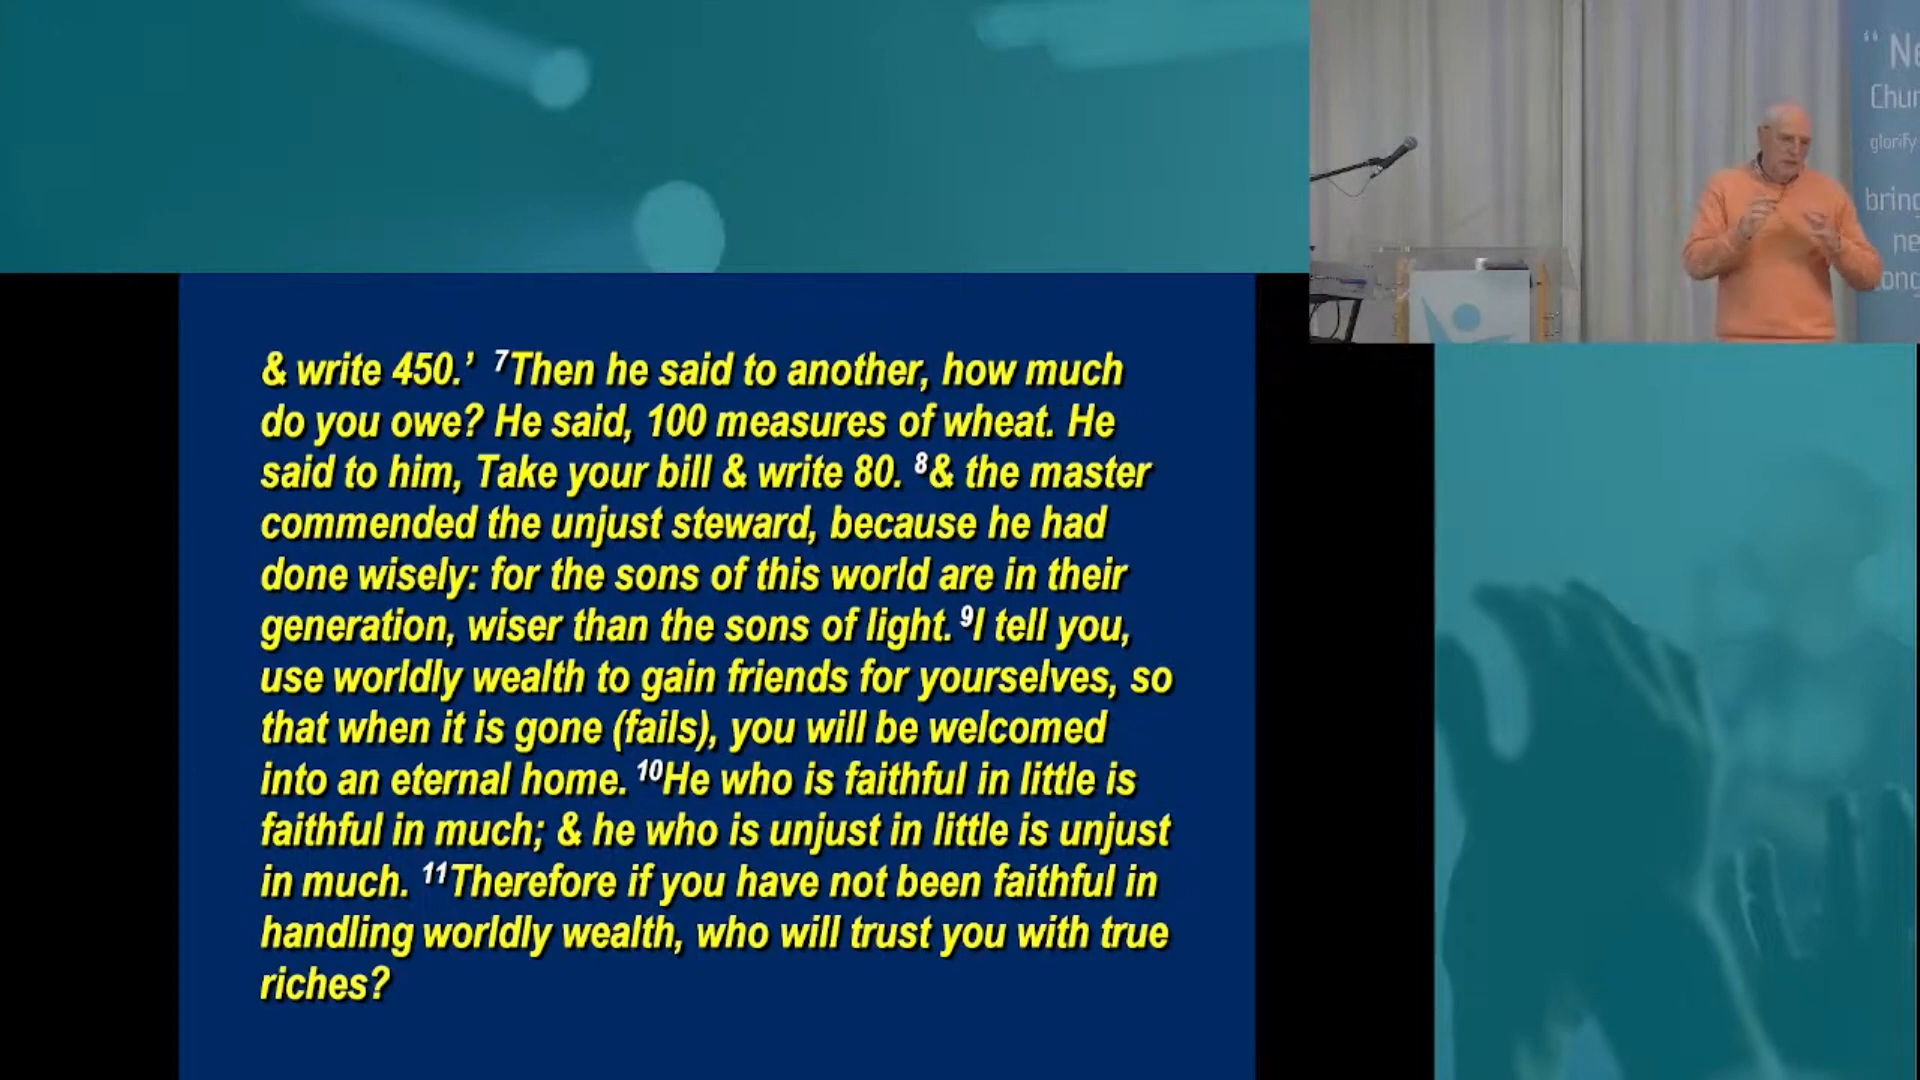 & write 450.’ 7Then he said to another, how much
do you owe? He said, 100 measures of wheat. He
said to him, Take your bill & write 80. 8& the master
commended the unjust steward, because he had
done wisely: for the sons of this world are in their
generation, wiser than the sons of light. 9I tell you,
use worldly wealth to gain friends for yourselves, so
that when it is gone (fails), you will be welcomed
into an eternal home. 10He who is faithful in little is
faithful in much; & he who is unjust in little is unjust
in much. 11Therefore if you have not been faithful in
handling worldly wealth, who will trust you with true
riches?
glorify